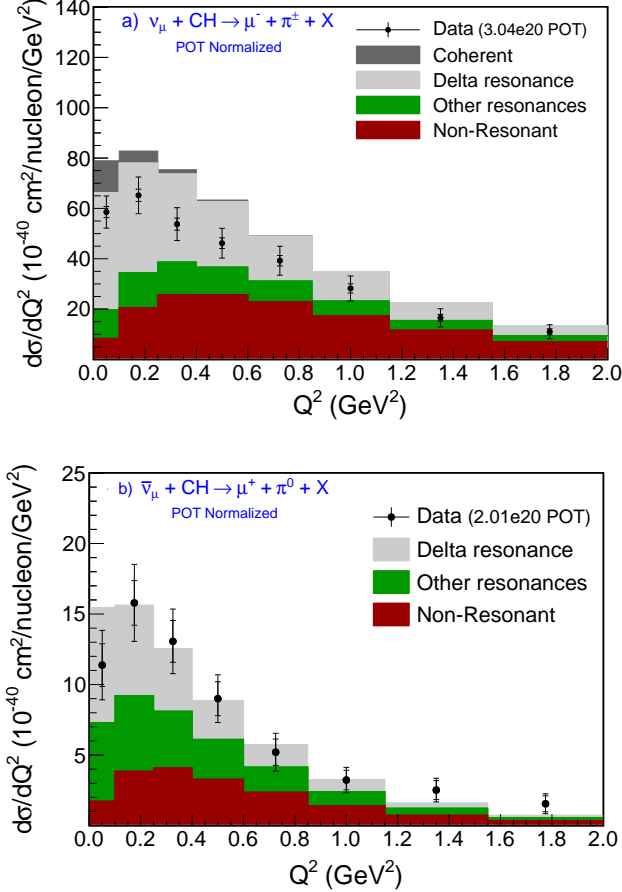 a) ν_μ + CH → μ⁻ + π^± + X
POT Normalized
Data (3.04e20 POT)
Coherent
Delta resonance
Other resonances
Non-Resonant
dσ/dQ² (10⁻⁴⁰ cm²/nucleon/GeV²)
140
120
100
80
60
40
20
0.0 0.2 0.4 0.6 0.8 1.0 1.2 1.4 1.6 1.8 2.0
Q² (GeV²)
b) ν̅_μ + CH → μ⁺ + π⁰ + X
POT Normalized
Data (2.01e20 POT)
Delta resonance
Other resonances
Non-Resonant
dσ/dQ² (10⁻⁴⁰ cm²/nucleon/GeV²)
25
20
15
10
5
0.0 0.2 0.4 0.6 0.8 1.0 1.2 1.4 1.6 1.8 2.0
Q² (GeV²)